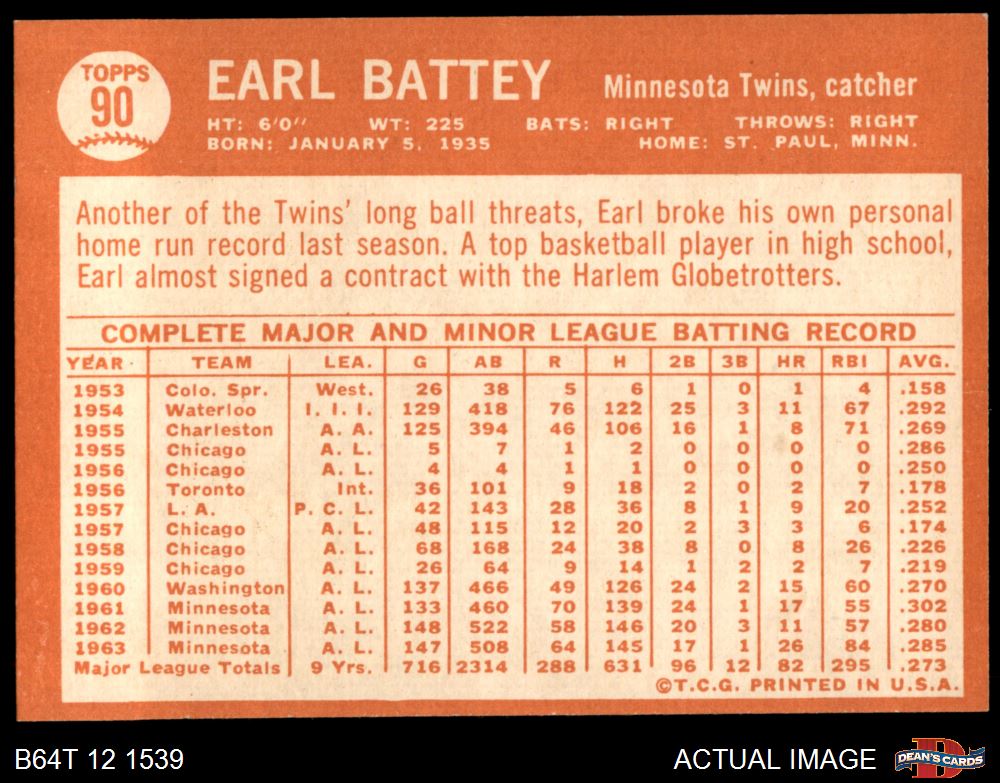 TOPPS
90
EARL BATTEY
Minnesota Twins, catcher
HT: 6'0" WT: 225 BATS: RIGHT THROWS: RIGHT
BORN: JANUARY 5, 1935 HOME: ST. PAUL, MINN.
Another of the Twins' long ball threats, Earl broke his own personal
home run record last season. A top basketball player in high school,
Earl almost signed a contract with the Harlem Globetrotters.
COMPLETE MAJOR AND MINOR LEAGUE BATTING RECORD
YEAR TEAM LEA. G AB R H 2B 3B HR RBI AVG.
1953 Colo. Spr. West. 26 38 5 6 1 0 1 4 .158
1954 Waterloo I. I. I. 129 418 76 122 25 3 11 67 .292
1955 Charleston A. A. 125 394 46 106 16 1 8 71 .269
1955 Chicago A. L. 5 7 1 2 0 0 0 0 .286
1956 Chicago A. L. 4 4 1 1 0 0 0 0 .250
1956 Toronto Int. 36 101 9 18 2 0 2 7 .178
1957 L. A. P. C. L. 42 143 28 36 8 1 9 20 .252
1957 Chicago A. L. 48 115 12 20 2 3 3 6 .174
1958 Chicago A. L. 68 168 24 38 8 0 8 26 .226
1959 Chicago A. L. 26 64 9 14 1 2 2 7 .219
1960 Washington A. L. 137 466 49 126 24 2 15 60 .270
1961 Minnesota A. L. 133 460 70 139 24 1 17 55 .302
1962 Minnesota A. L. 148 522 58 146 20 3 11 57 .280
1963 Minnesota A. L. 147 508 64 145 17 1 26 84 .285
Major League Totals 9 Yrs. 716 2314 288 631 96 12 82 295 .273
©T.C.G. PRINTED IN U.S.A.
B64T 12 1539
ACTUAL IMAGE
DEAN'S CARDS